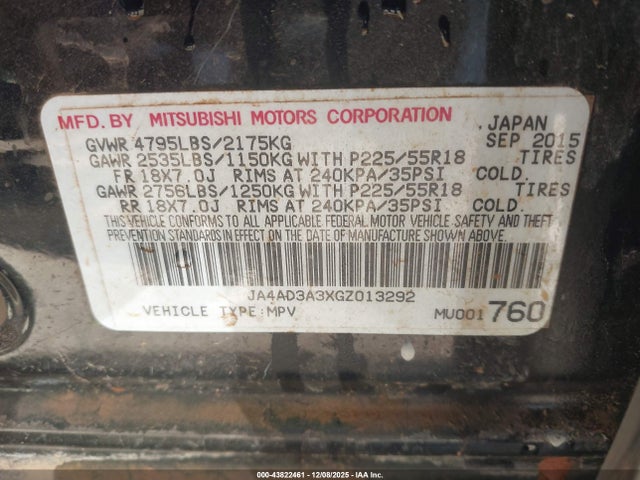 MFD. BY MITSUBISHI MOTORS CORPORATION . JAPAN
GVWR 4795LBS/2175KG SEP 2015
GAWR 2535LBS/1150KG WITH P225/55R18 TIRES
FR 18X7.0J RIMS AT 240KPA/35PSI COLD.
GAWR 2756LBS/1250KG WITH P225/55R18 TIRES
RR 18X7.0J RIMS AT 240KPA/35PSI COLD.
THIS VEHICLE CONFORMS TO ALL APPLICABLE FEDERAL MOTOR VEHICLE SAFETY AND THEFT
PREVENTION STANDARDS IN EFFECT ON THE DATE OF MANUFACTURE SHOWN ABOVE.
JA4AD3A3XGZ013292
VEHICLE TYPE:MPV MU001760
000-43822461 - 12/08/2025 - IAA Inc.